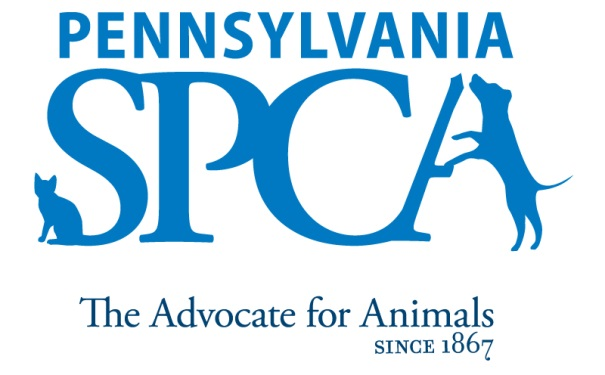 PENNSYLVANIA
SPCA
The Advocate for Animals
SINCE 1867